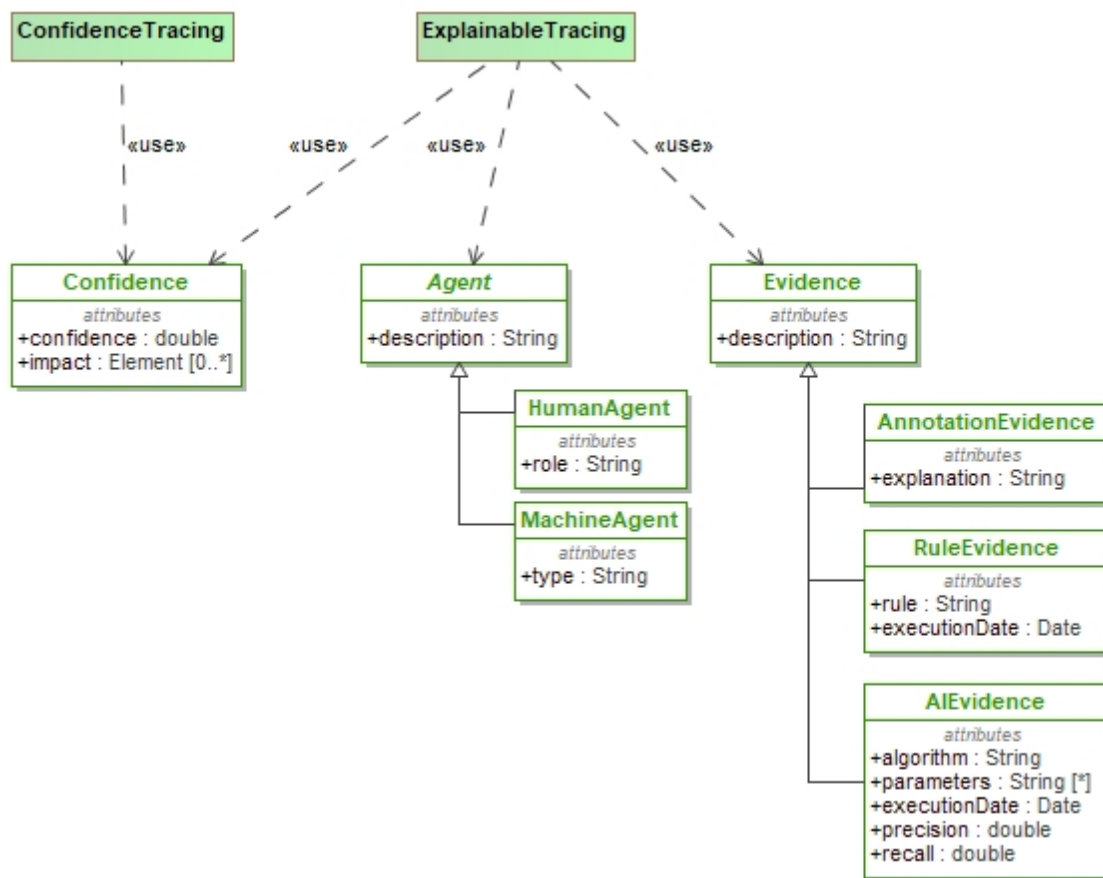 ConfidenceTracing
ExplainableTracing
«use»
«use»
«use»
«use»
Confidence
attributes
+confidence : double
+impact : Element [0..*]
Agent
attributes
+description : String
Evidence
attributes
+description : String
HumanAgent
attributes
+role : String
MachineAgent
attributes
+type : String
AnnotationEvidence
attributes
+explanation : String
RuleEvidence
attributes
+rule : String
+executionDate : Date
AIEvidence
attributes
+algorithm : String
+parameters : String [*]
+executionDate : Date
+precision : double
+recall : double